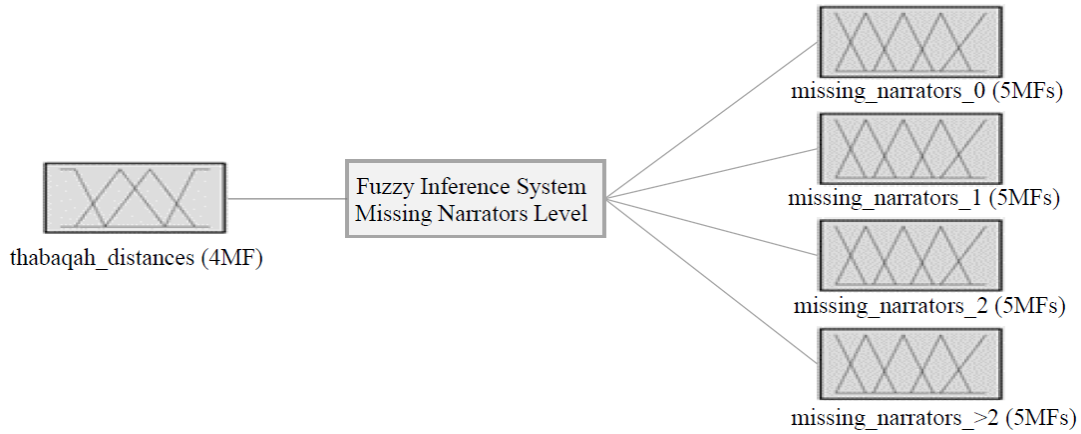 missing_narrators_0 (5MFs)
missing_narrators_1 (5MFs)
Fuzzy Inference System
Missing Narrators Level
thabaqah_distances (4MF)
missing_narrators_2 (5MFs)
missing_narrators_>2 (5MFs)